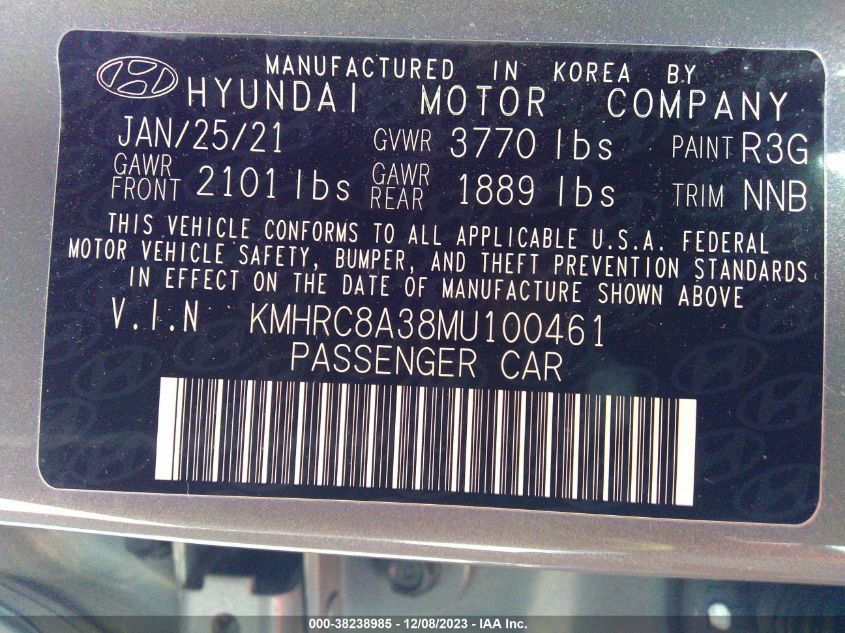 MANUFACTURED IN KOREA BY
HYUNDAI MOTOR COMPANY
JAN/25/21 GVWR 3770 lbs PAINT R3G
GAWR FRONT 2101 lbs GAWR REAR 1889 lbs TRIM NNB
THIS VEHICLE CONFORMS TO ALL APPLICABLE U.S.A. FEDERAL
MOTOR VEHICLE SAFETY, BUMPER, AND THEFT PREVENTION STANDARDS
IN EFFECT ON THE DATE OF MANUFACTURE SHOWN ABOVE
V.I.N KMHRC8A38MU100461
PASSENGER CAR
000-38238985 - 12/08/2023 - © IAA Inc.